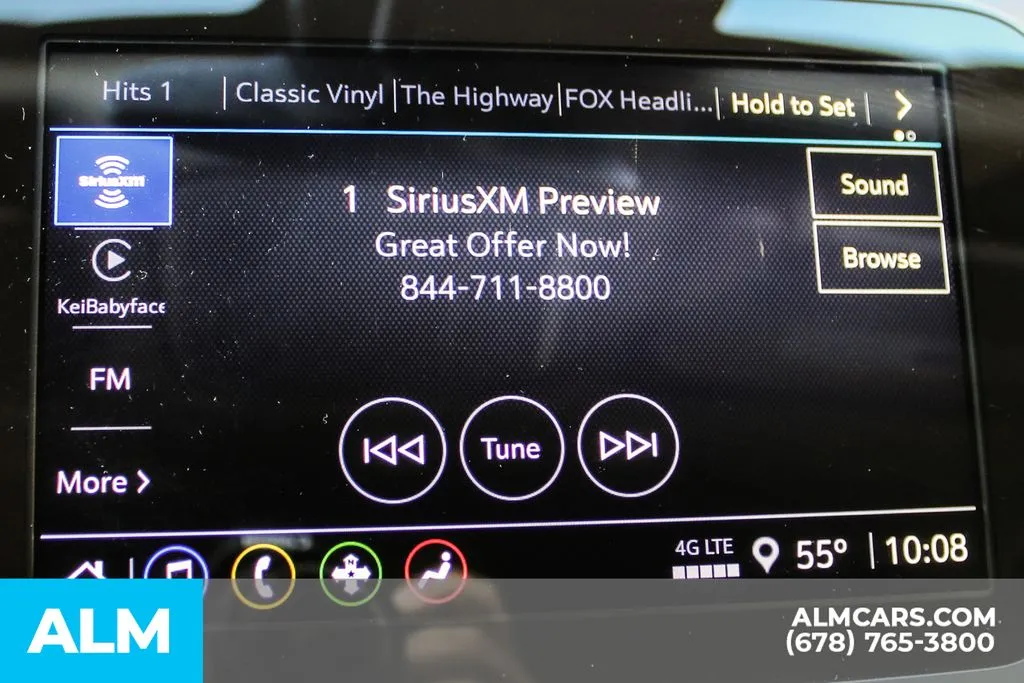 Hits 1 Classic Vinyl The Highway FOX Headli... Hold to Set
SiriusXM
1 SiriusXM Preview
Great Offer Now!
844-711-8800
Sound
Browse
KeiBabyface
FM
More
Tune
4G LTE 55° 10:08
ALM
ALMCARS.COM
(678) 765-3800